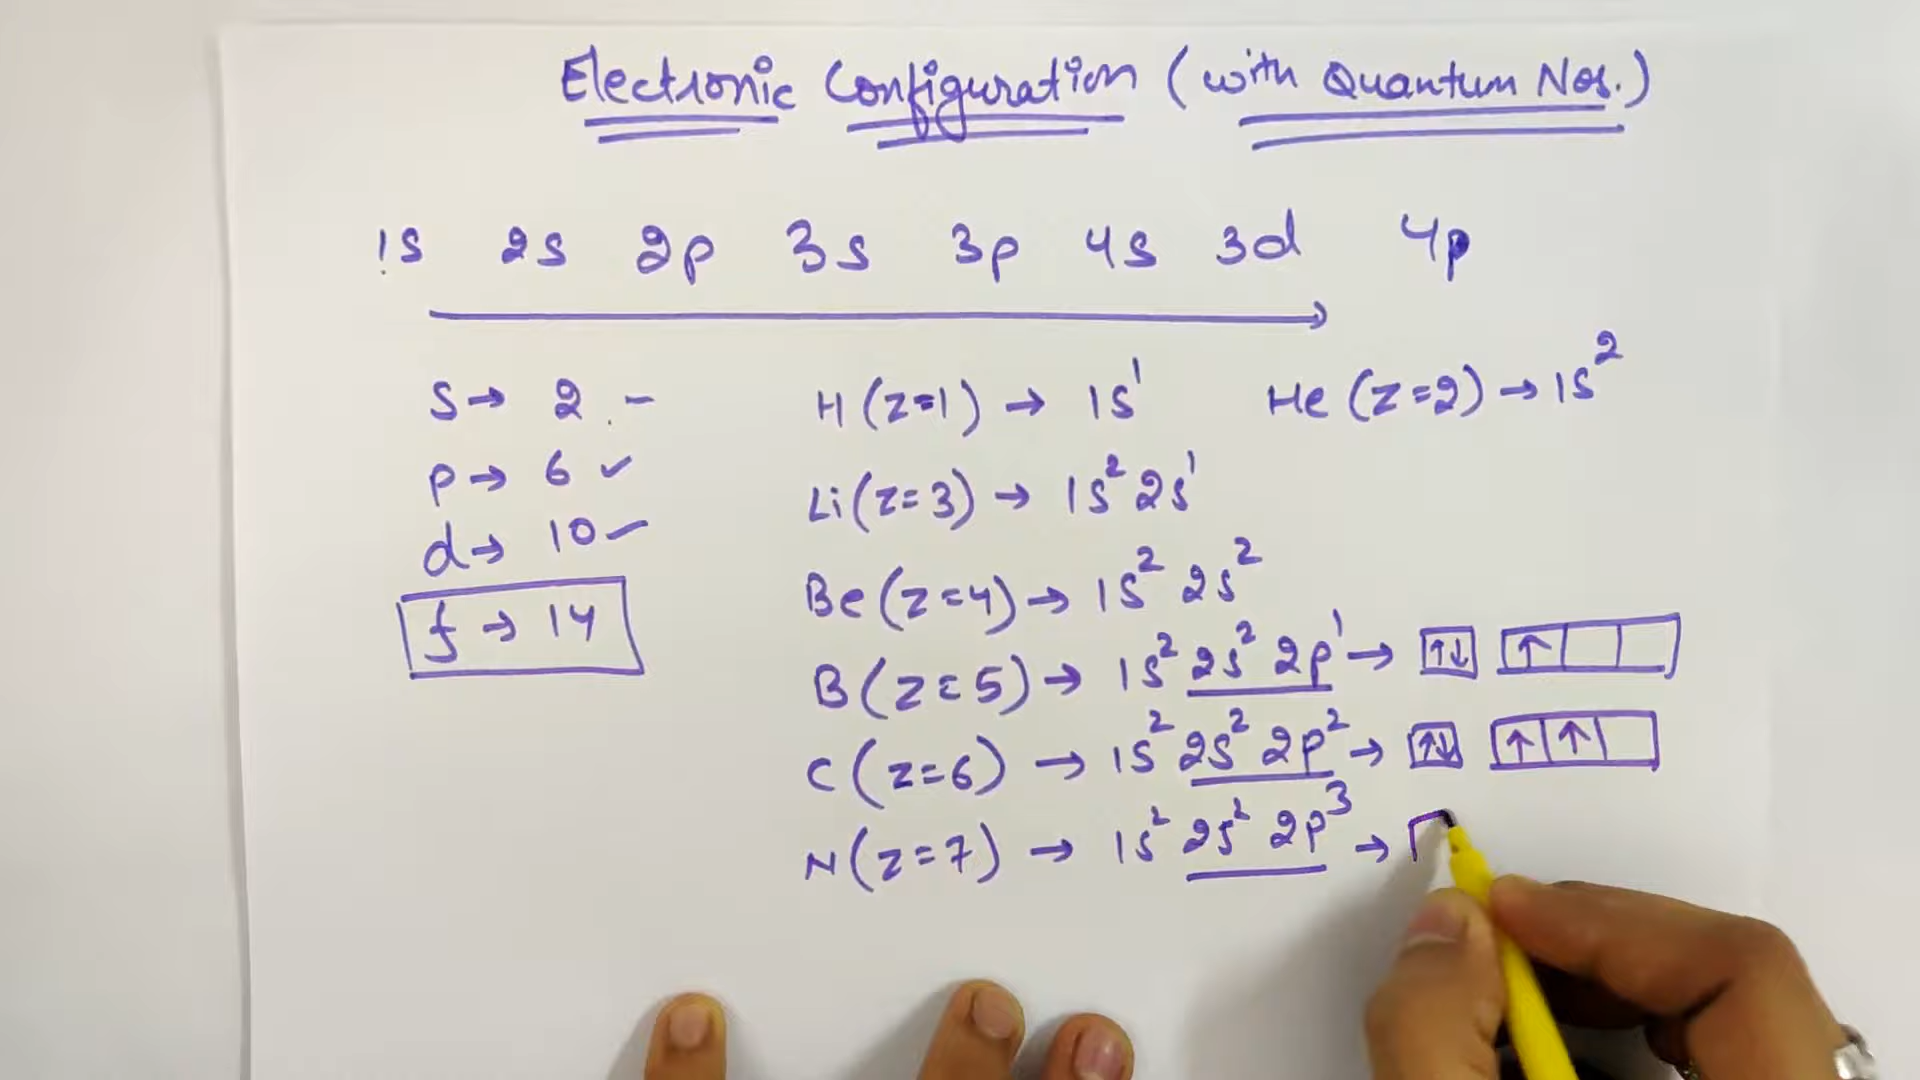 Electronic Configuration (with Quantum Nos.)
1s 2s 2p 3s 3p 4s 3d 4p
s → 2 –
p → 6 ✓
d → 10 ✓
f → 14
H (z=1) → 1s¹ He (z=2) → 1s²
Li (z=3) → 1s² 2s¹
Be (z=4) → 1s² 2s²
B (z=5) → 1s² 2s² 2p¹ → ↑↓ ↑
C (z=6) → 1s² 2s² 2p² → ↑↓ ↑ ↑
N (z=7) → 1s² 2s² 2p³ →